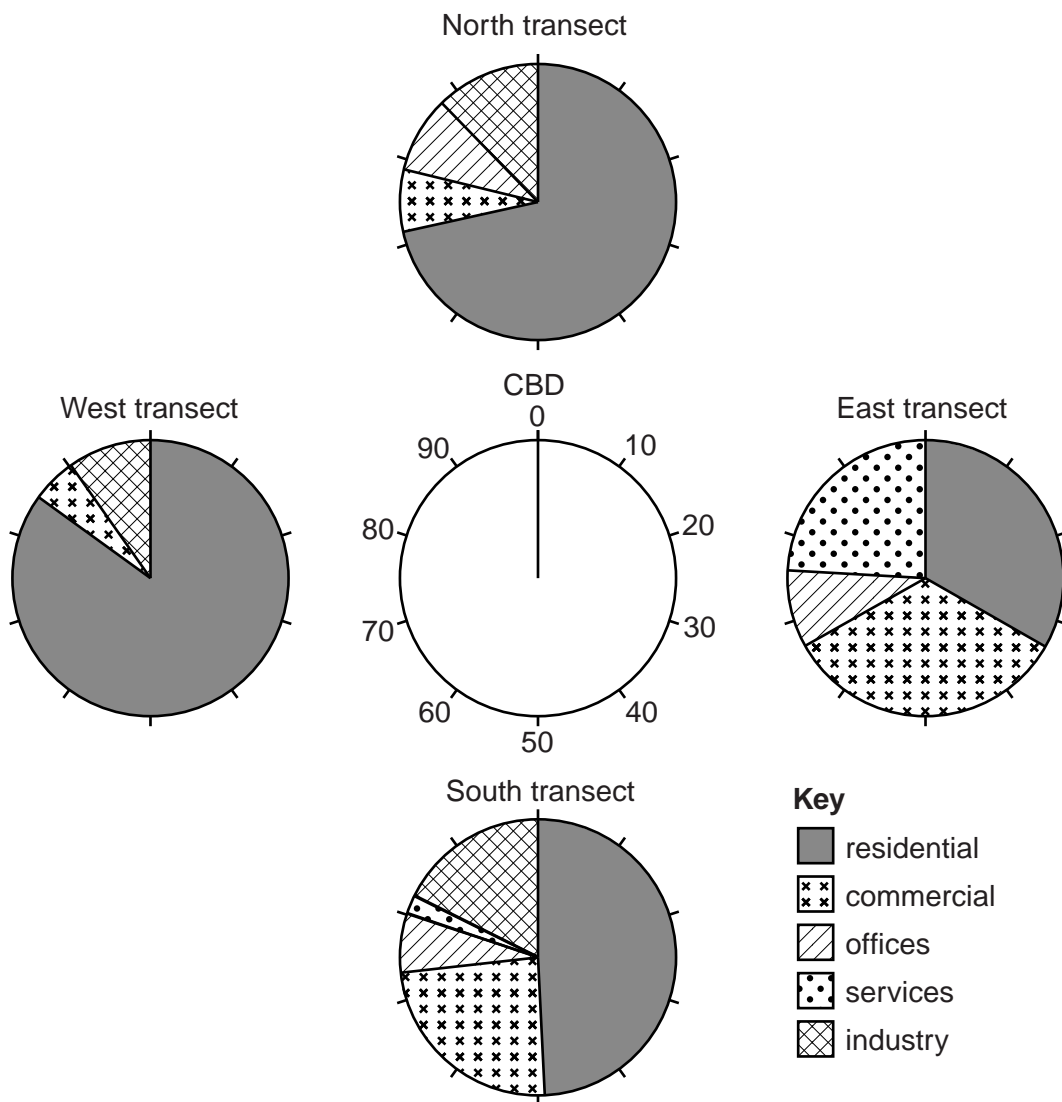 North transect
West transect
CBD
East transect
0
10
20
30
40
50
60
70
80
90
South transect
Key
residential
commercial
offices
services
industry